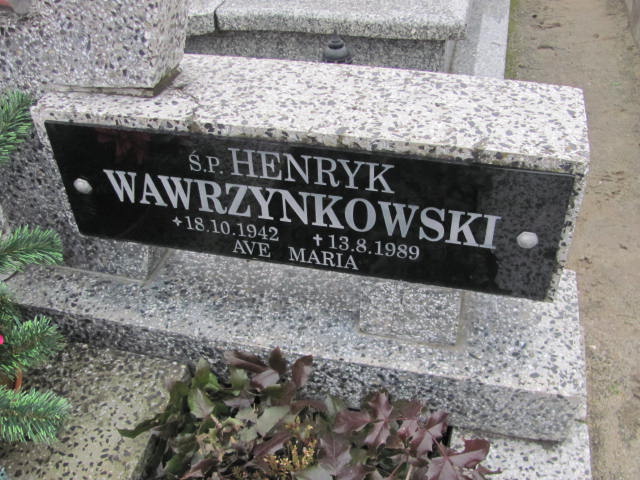 Ś.P. HENRYK
WAWRZYNKOWSKI
+18.10.1942 +13.8.1989
AVE MARIA